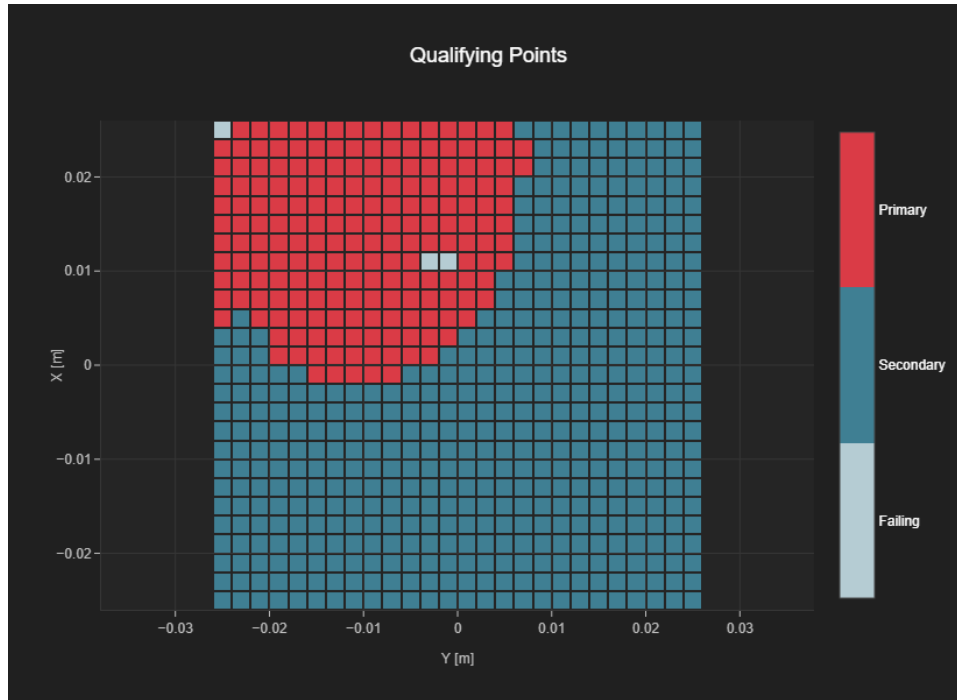 Qualifying Points
0.02
0.01
0
−0.01
−0.02
X [m]
−0.03
−0.02
−0.01
0
0.01
0.02
0.03
Y [m]
Primary
Secondary
Failing